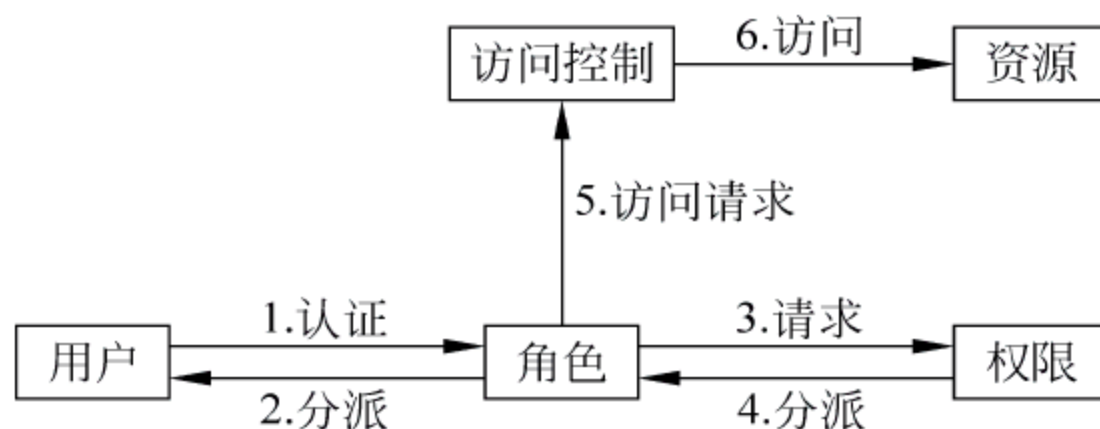 6.访问
访问控制
资源
5.访问请求
1.认证
3.请求
用户
角色
权限
2.分派
4.分派